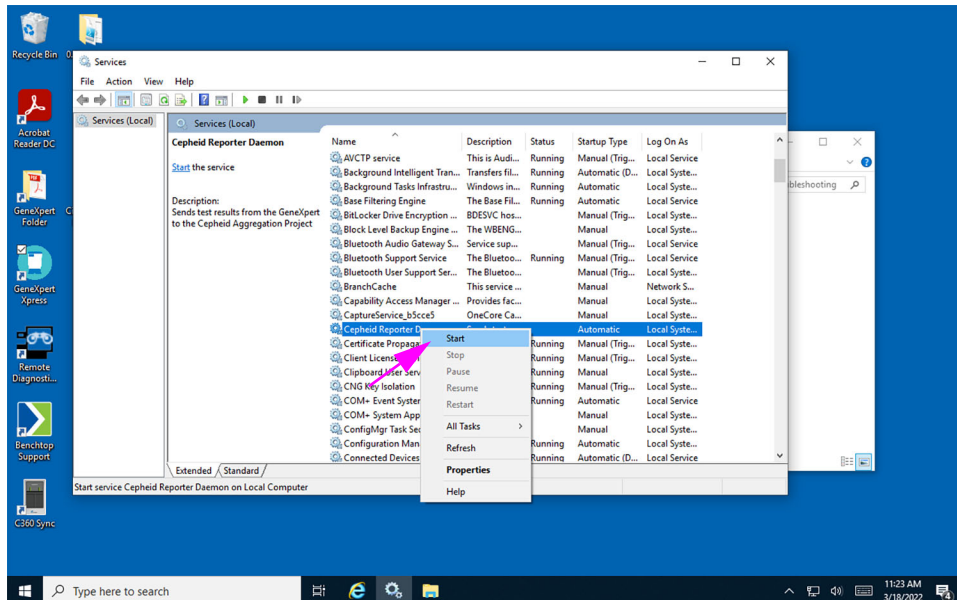 Recycle Bin
0.
Acrobat
Reader DC
GeneXpert
Folder
C
GeneXpert
Xpress
Remote
Diagnosti...
Benchtop
Support
C360 Sync
Services
File Action View Help
Services (Local)
Services (Local)
Cepheid Reporter Daemon
Start the service
Description:
Sends test results from the GeneXpert
to the Cepheid Aggregation Project
Name Description Status Startup Type Log On As
AVCTP service This is Audi... Running Manual (Trig... Local Service
Background Intelligent Tran... Transfers fil... Running Automatic (D... Local Syste...
Background Tasks Infrastru... Windows in... Running Automatic Local Syste...
Base Filtering Engine The Base Fil... Running Automatic Local Service
BitLocker Drive Encryption ... BDESVC hos... Manual (Trig... Local Syste...
Block Level Backup Engine ... The WBENG... Manual Local Syste...
Bluetooth Audio Gateway S... Service sup... Manual (Trig... Local Service
Bluetooth Support Service The Bluetoo... Running Manual (Trig... Local Service
Bluetooth User Support Ser... The Bluetoo... Manual (Trig... Local Syste...
BranchCache This service ... Manual Network S...
Capability Access Manager ... Provides fac... Manual Local Syste...
CaptureService_b5cce5 OneCore Ca... Manual Local Syste...
Cepheid Reporter D Automatic Local Syste...
Certificate Propaga Running Manual (Trig... Local Syste...
Client License Running Manual (Trig... Local Syste...
Clipboard User Serv Running Manual Local Syste...
CNG Key Isolation Running Manual (Trig... Local Syste...
COM+ Event System Running Automatic Local Service
COM+ System App Manual Local Syste...
ConfigMgr Task Sec Manual Local Syste...
Configuration Man Running Automatic Local Syste...
Connected Devices Running Automatic (D... Local Service
Start
Stop
Pause
Resume
Restart
All Tasks
Refresh
Properties
Help
Extended Standard
Start service Cepheid Reporter Daemon on Local Computer
ubleshooting
Type here to search
11:23 AM
3/18/2022
4